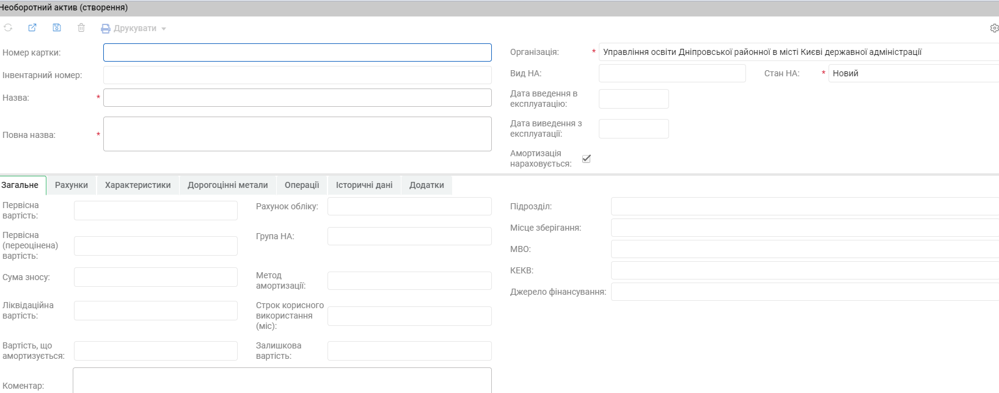 Необоротний актив (створення)
Друкувати
Номер картки:
Інвентарний номер:
Назва: *
Повна назва: *
Організація: * Управління освіти Дніпровської районної в місті Києві державної адміністрації
Вид НА:
Стан НА: * Новий
Дата введення в
експлуатацію:
Дата виведення з
експлуатації:
Амортизація
нараховується:
Загальне Рахунки Характеристики Дорогоцінні метали Операції Історичні дані Додатки
Первісна
вартість:
Первісна
(переоцінена)
вартість:
Сума зносу:
Ліквідаційна
вартість:
Вартість, що
амортизується:
Коментар:
Рахунок обліку:
Група НА:
Метод
амортизації:
Строк корисного
використання
(міс):
Залишкова
вартість:
Підрозділ:
Місце зберігання:
МВО:
КЕКВ:
Джерело фінансування: